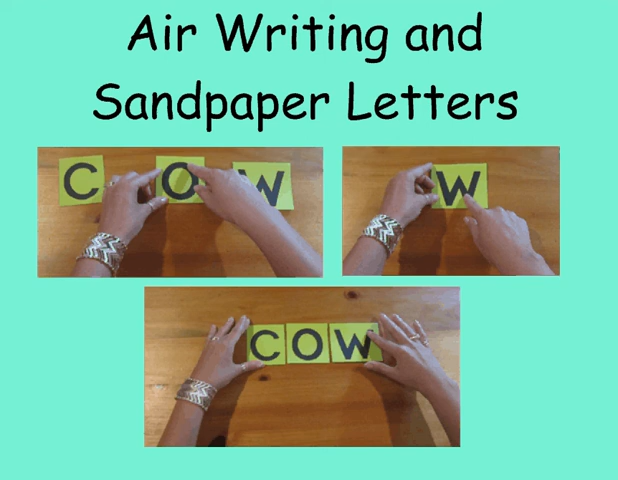 Air Writing and
Sandpaper Letters
C O W
W
COW